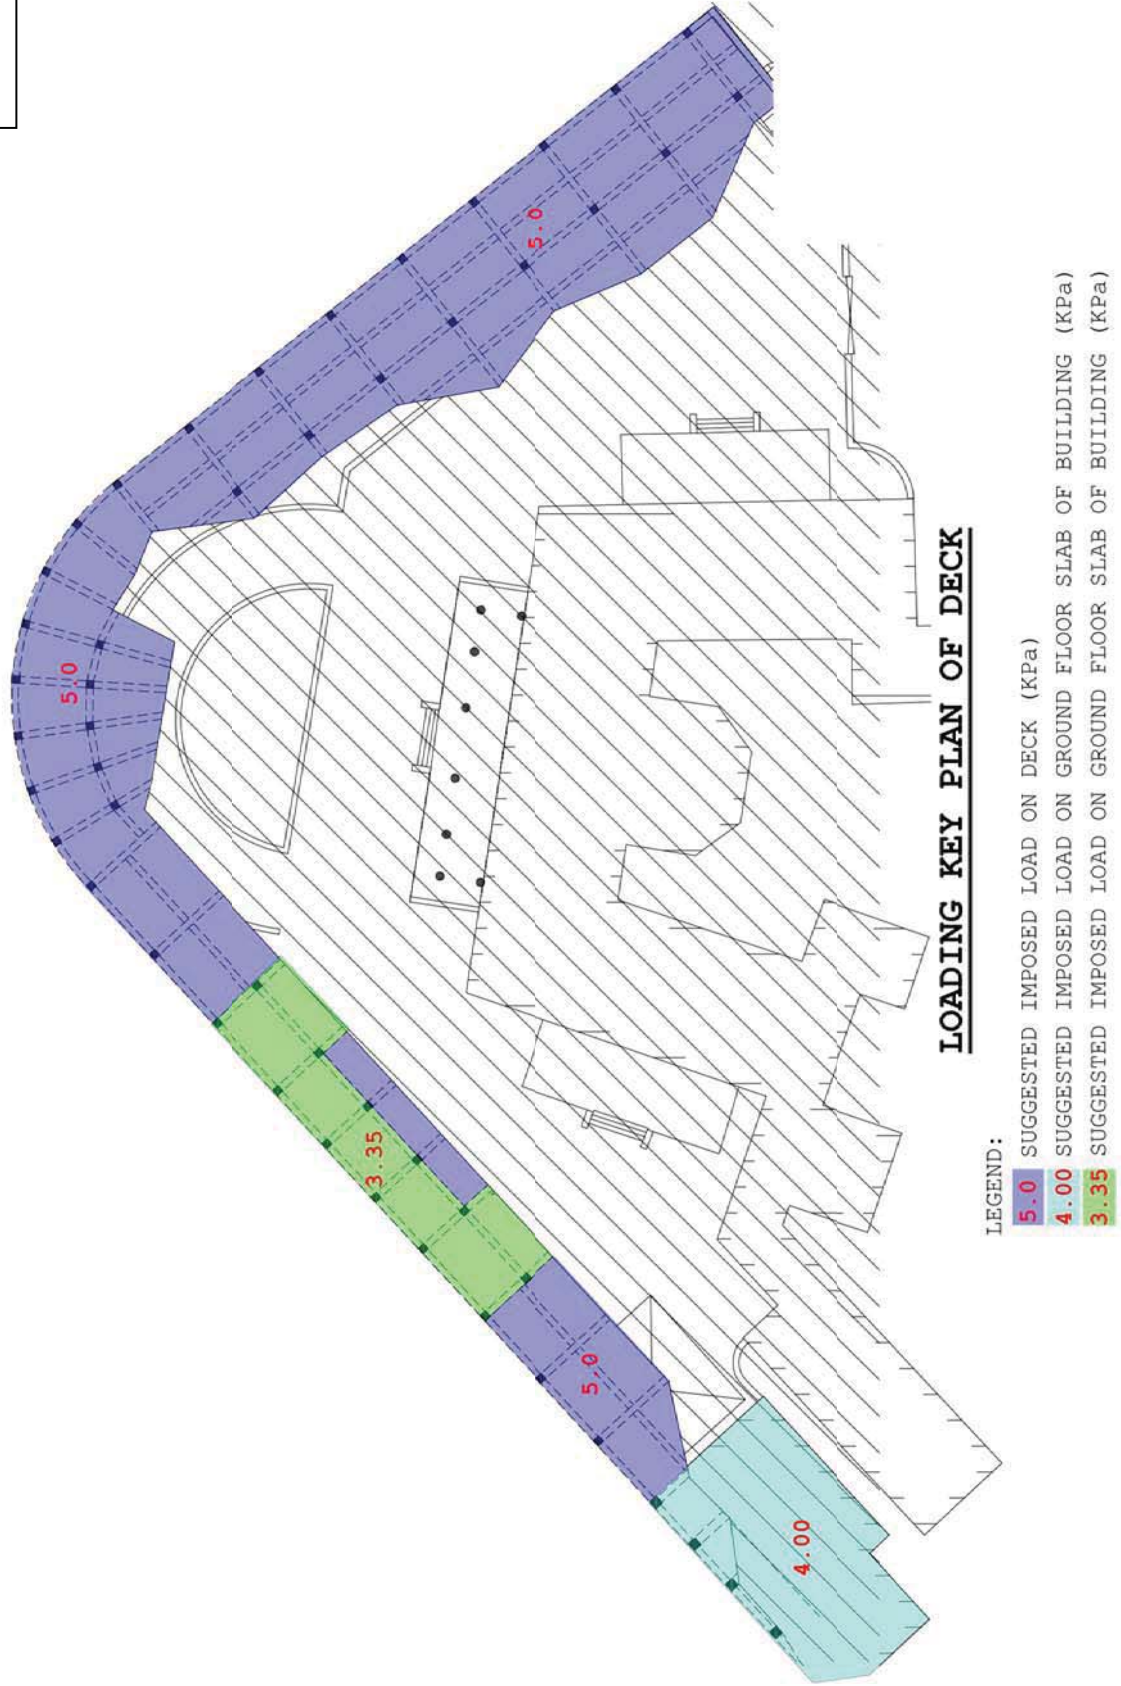 5.0
5.0
3.35
5.0
4.00
LOADING KEY PLAN OF DECK
LEGEND:
5.0 SUGGESTED IMPOSED LOAD ON DECK (KPa)
4.00 SUGGESTED IMPOSED LOAD ON GROUND FLOOR SLAB OF BUILDING (KPa)
3.35 SUGGESTED IMPOSED LOAD ON GROUND FLOOR SLAB OF BUILDING (KPa)